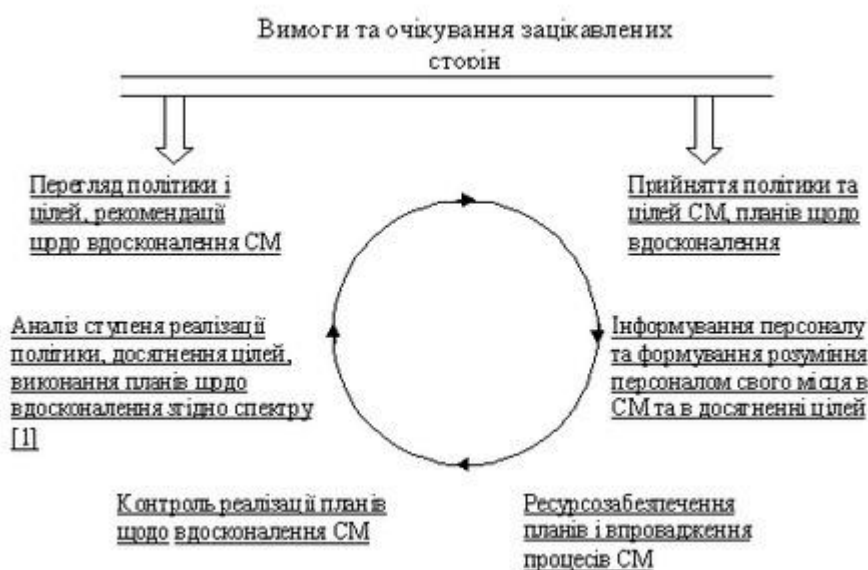 Вимоги та очікування зацікавлених
сторін
Перегляд політики і
цілей, рекомендації
щодо вдосконалення СМ
Прийняття політики та
цілей СМ, планів щодо
вдосконалення
Аналіз ступеня реалізації
політики, досягнення цілей,
виконання планів щодо
вдосконалення згідно спектру
[1]
Інформування персоналу
та формування розуміння
персоналом свого місця в
СМ та в досягненні цілей
Контроль реалізації планів
щодо вдосконалення СМ
Ресурсозабезпечення
планів і впровадження
процесів СМ